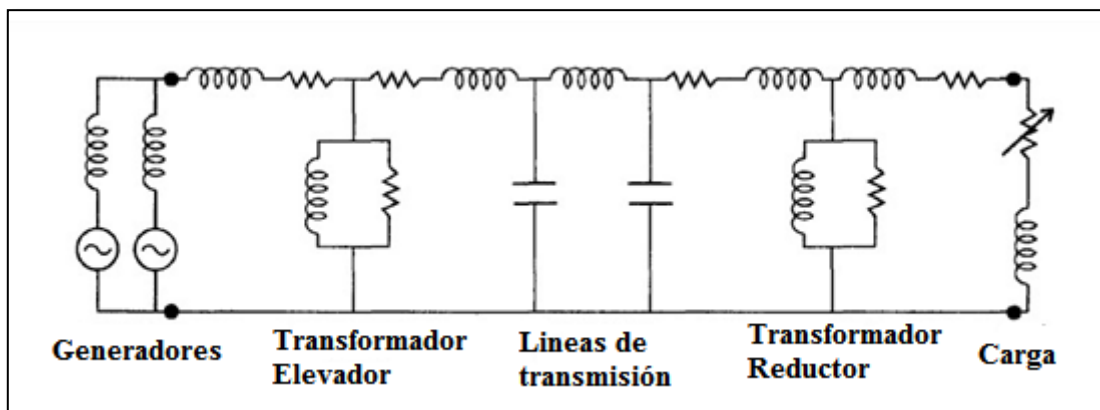 Generadores
Transformador
Elevador
Lineas de
transmisión
Transformador
Reductor
Carga